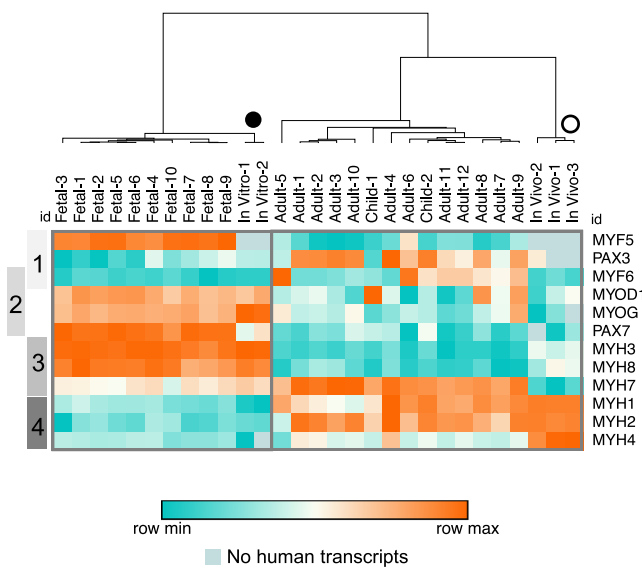 id
Fetal-3
Fetal-1
Fetal-2
Fetal-5
Fetal-6
Fetal-4
Fetal-10
Fetal-7
Fetal-8
Fetal-9
In Vitro-1
In Vitro-2
Adult-5
Adult-1
Adult-2
Adult-3
Adult-10
Child-1
Adult-4
Adult-6
Child-2
Adult-11
Adult-12
Adult-8
Adult-7
Adult-9
In Vivo-2
In Vivo-1
In Vivo-3
id
1
2
3
4
MYF5
PAX3
MYF6
MYOD1
MYOG
PAX7
MYH3
MYH8
MYH7
MYH1
MYH2
MYH4
row min
row max
No human transcripts